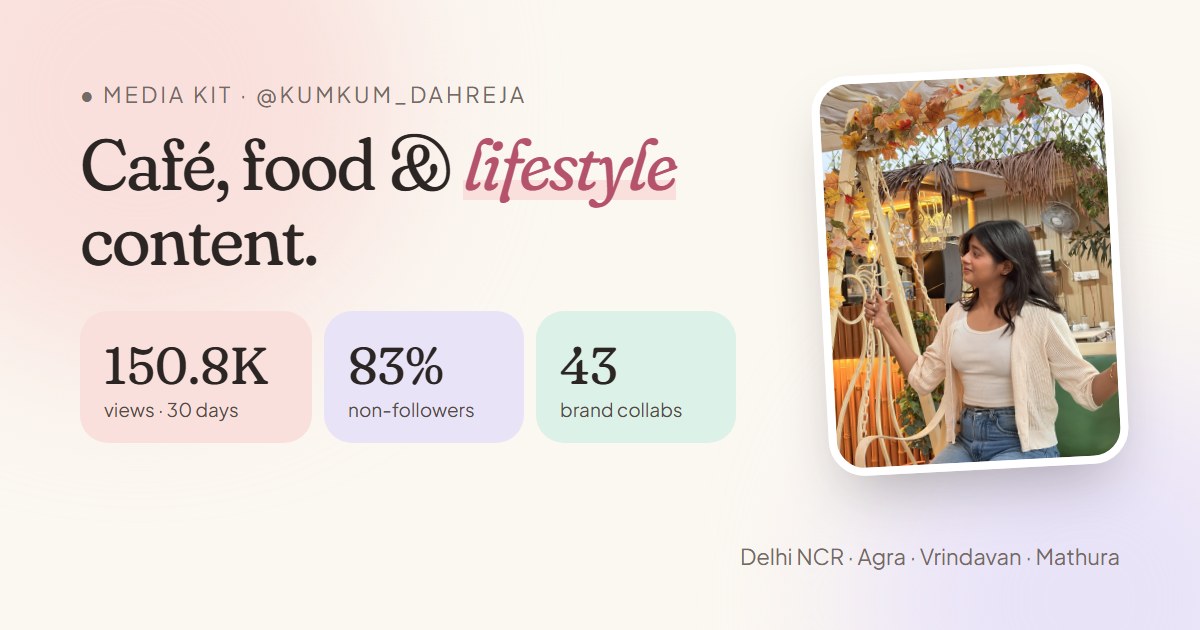 • MEDIA KIT · @KUMKUM_DAHREJA
Café, food & lifestyle
content.
150.8K
views · 30 days
83%
non-followers
43
brand collabs
Delhi NCR · Agra · Vrindavan · Mathura